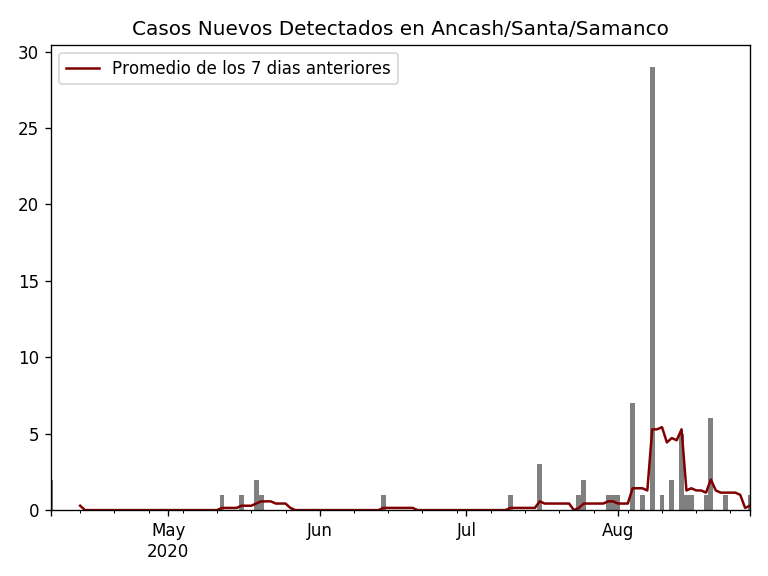 Casos Nuevos Detectados en Ancash/Santa/Samanco
Promedio de los 7 dias anteriores
30
25
20
15
10
5
0
May
2020
Jun
Jul
Aug